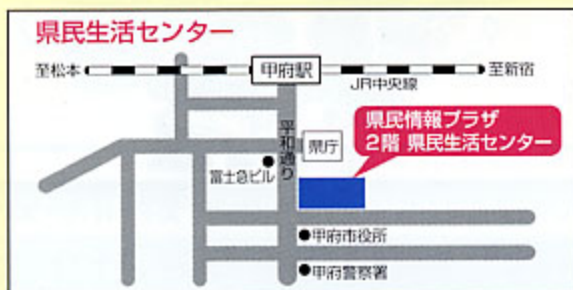 県民生活センター
至松本
甲府駅
至新宿
JR中央線
平和通り
県庁
県民情報プラザ
2階 県民生活センター
富士急ビル
甲府市役所
甲府警察署